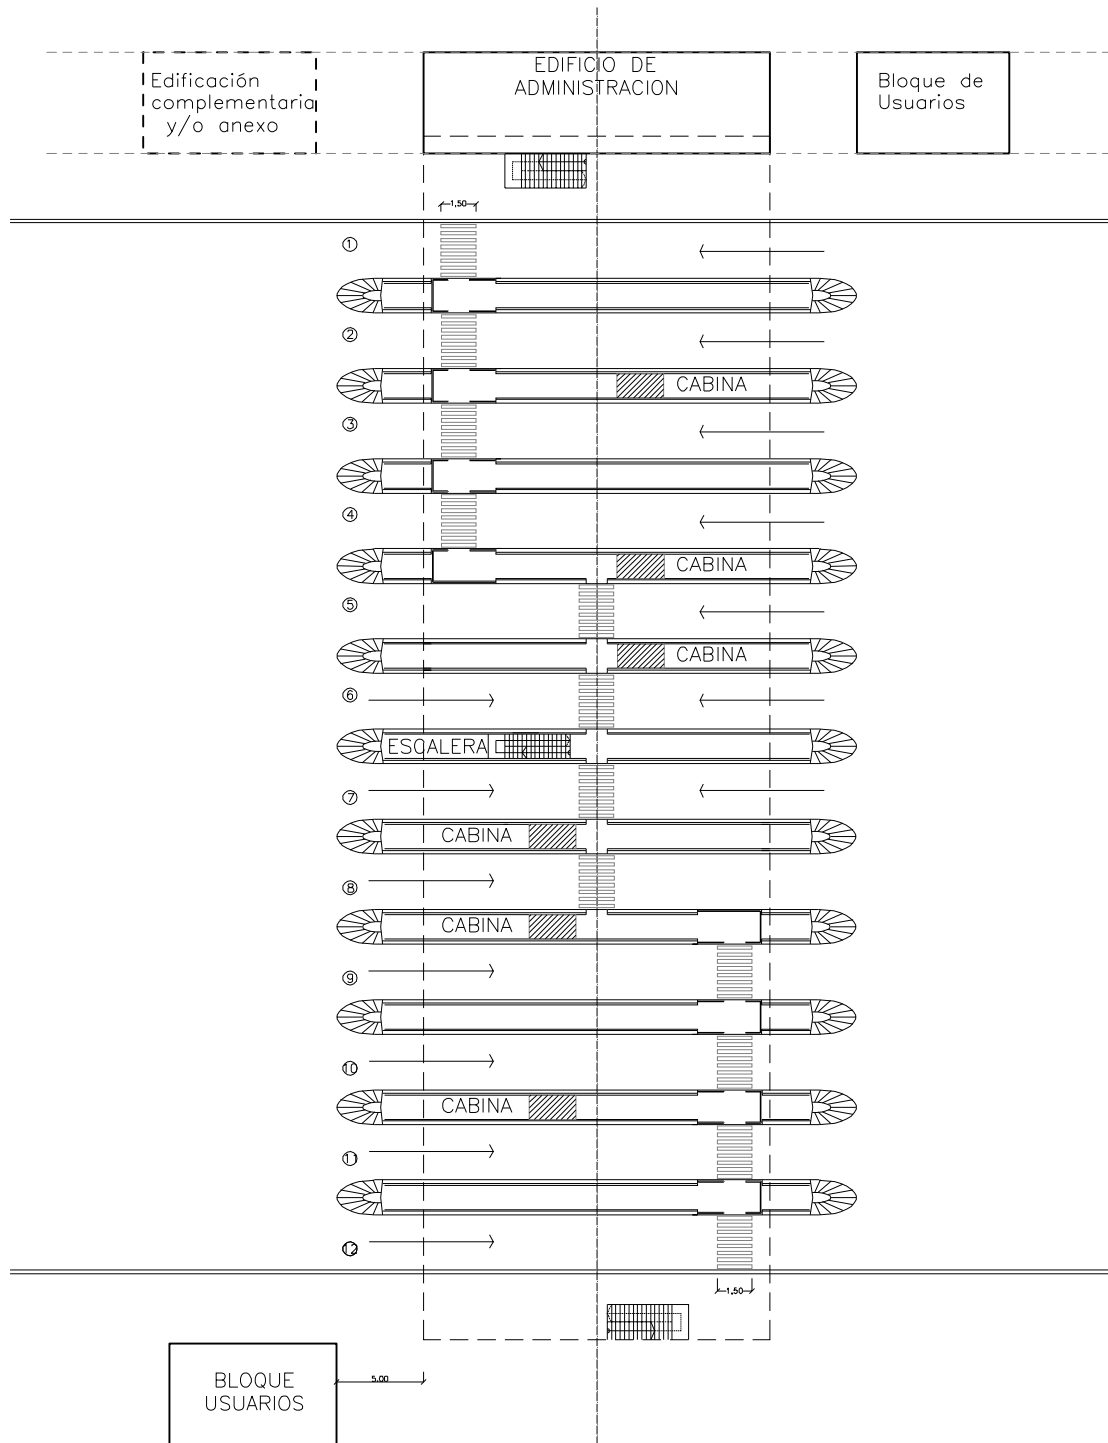 Edificación
complementaria
y/o anexo
EDIFICIO DE
ADMINISTRACION
Bloque de
Usuarios
1.50
1
2
CABINA
3
4
CABINA
5
CABINA
6
ESCALERA
7
CABINA
8
CABINA
9
10
CABINA
11
12
1.50
5.00
BLOQUE
USUARIOS